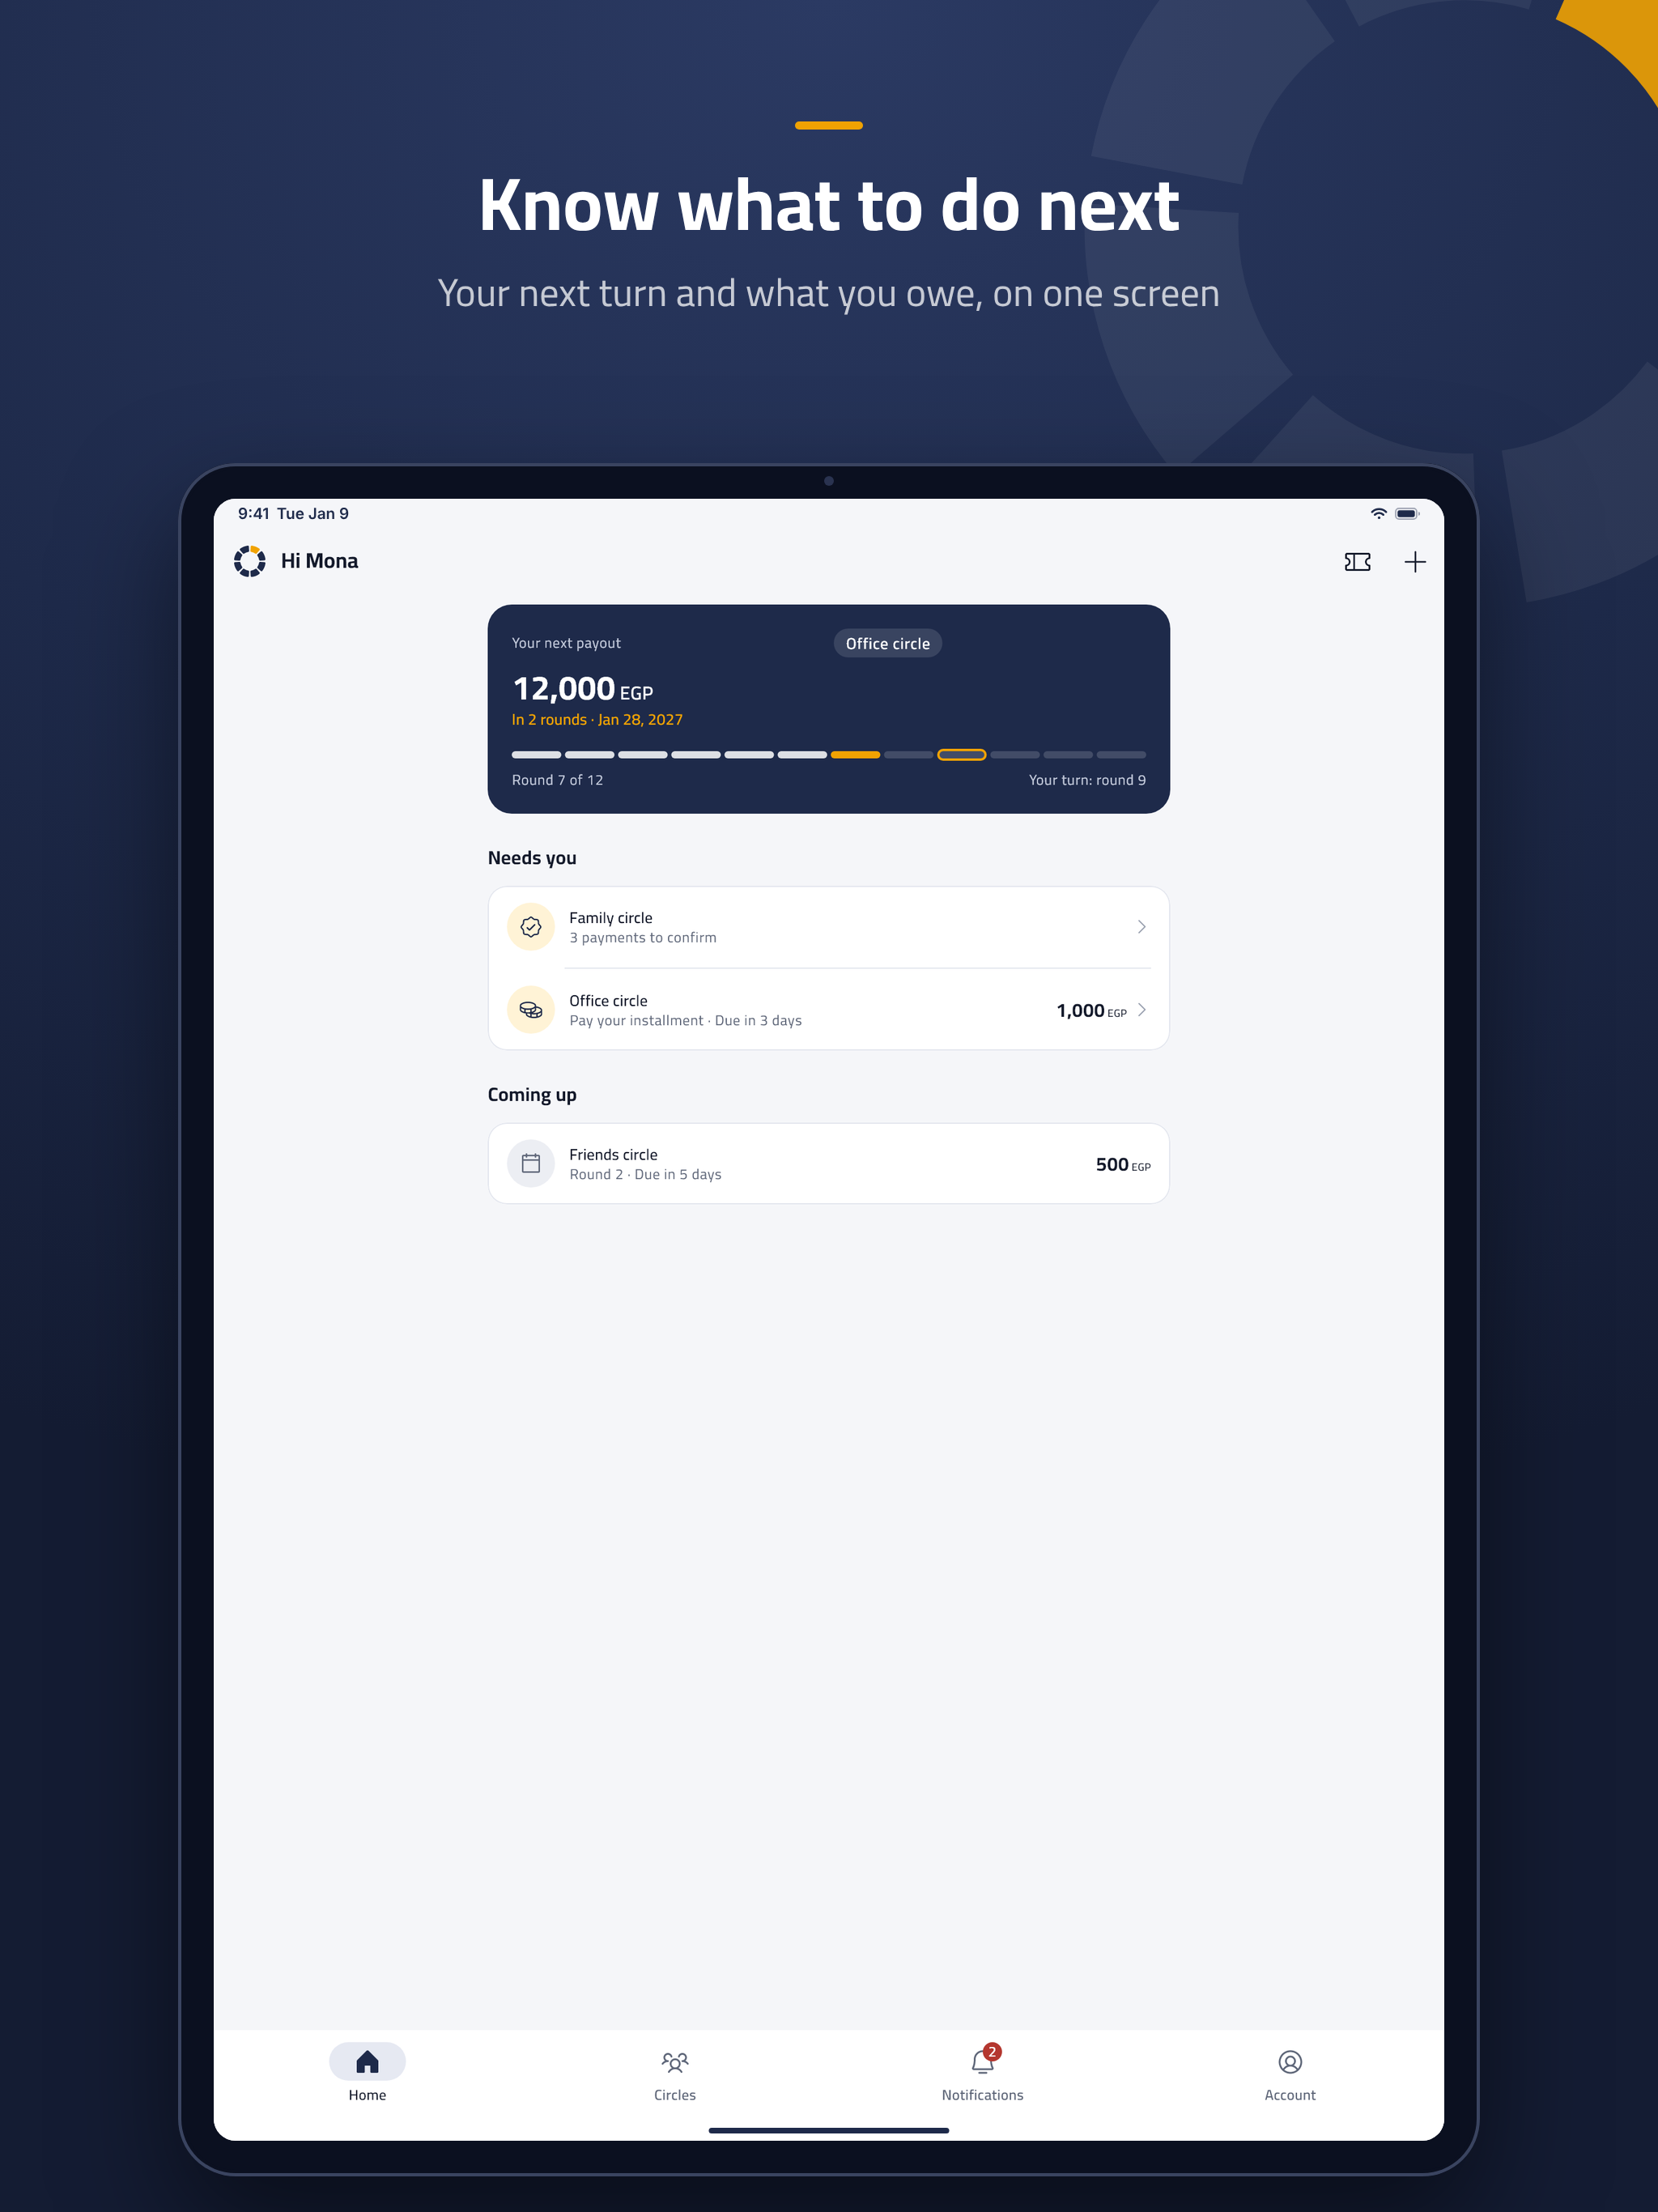 Know what to do next
Your next turn and what you owe, on one screen
9:41 Tue Jan 9
Hi Mona
Your next payout
Office circle
12,000 EGP
In 2 rounds · Jan 28, 2027
Round 7 of 12
Your turn: round 9
Needs you
Family circle
3 payments to confirm
Office circle
Pay your installment · Due in 3 days
1,000 EGP
Coming up
Friends circle
Round 2 · Due in 5 days
500 EGP
2
Home
Circles
Notifications
Account